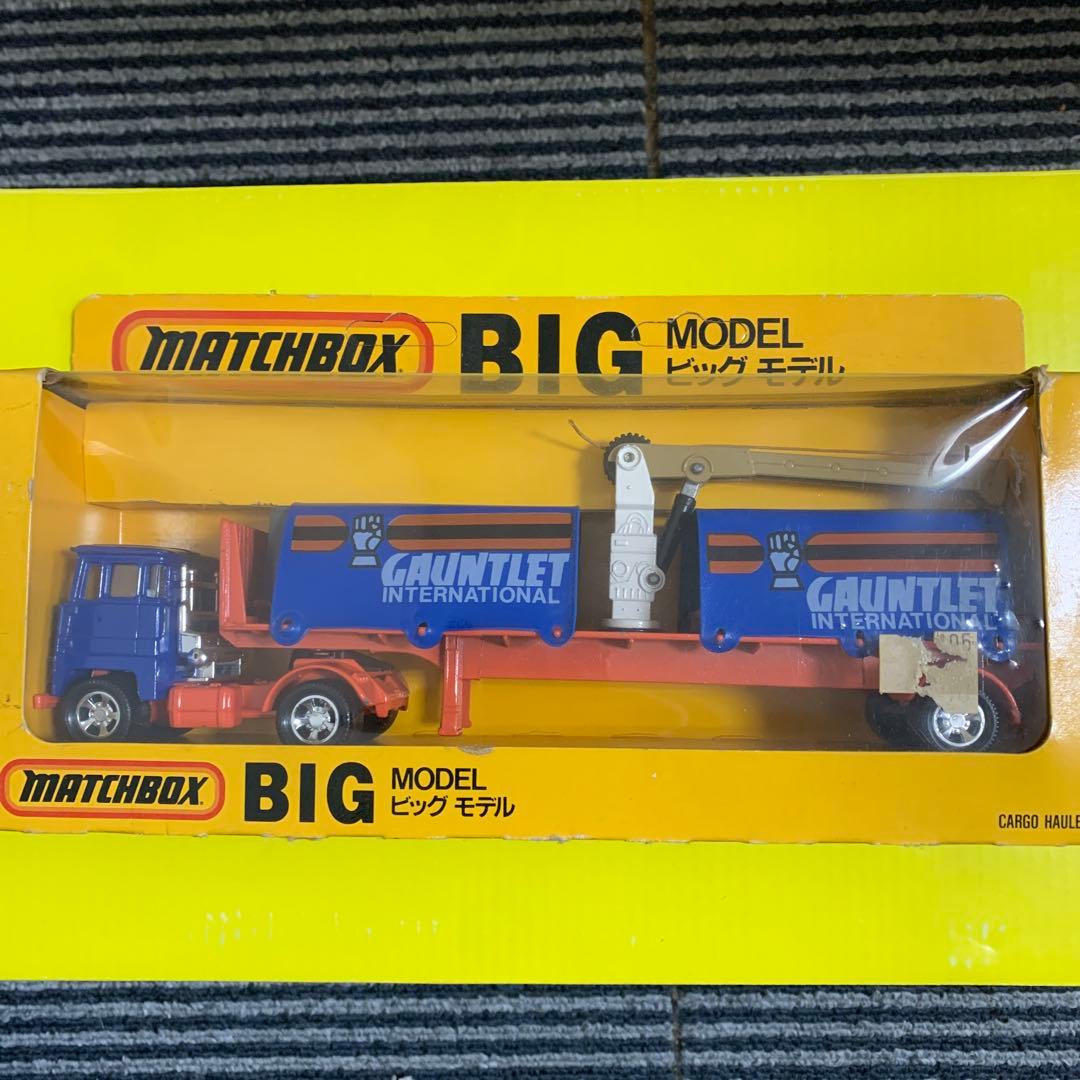 MATCHBOX BIG MODEL
ビッグ モデル
GAUNTLET
INTERNATIONAL
GAUNTLET
INTERNATIONAL
MATCHBOX BIG MODEL
ビッグ モデル
CARGO HAULE